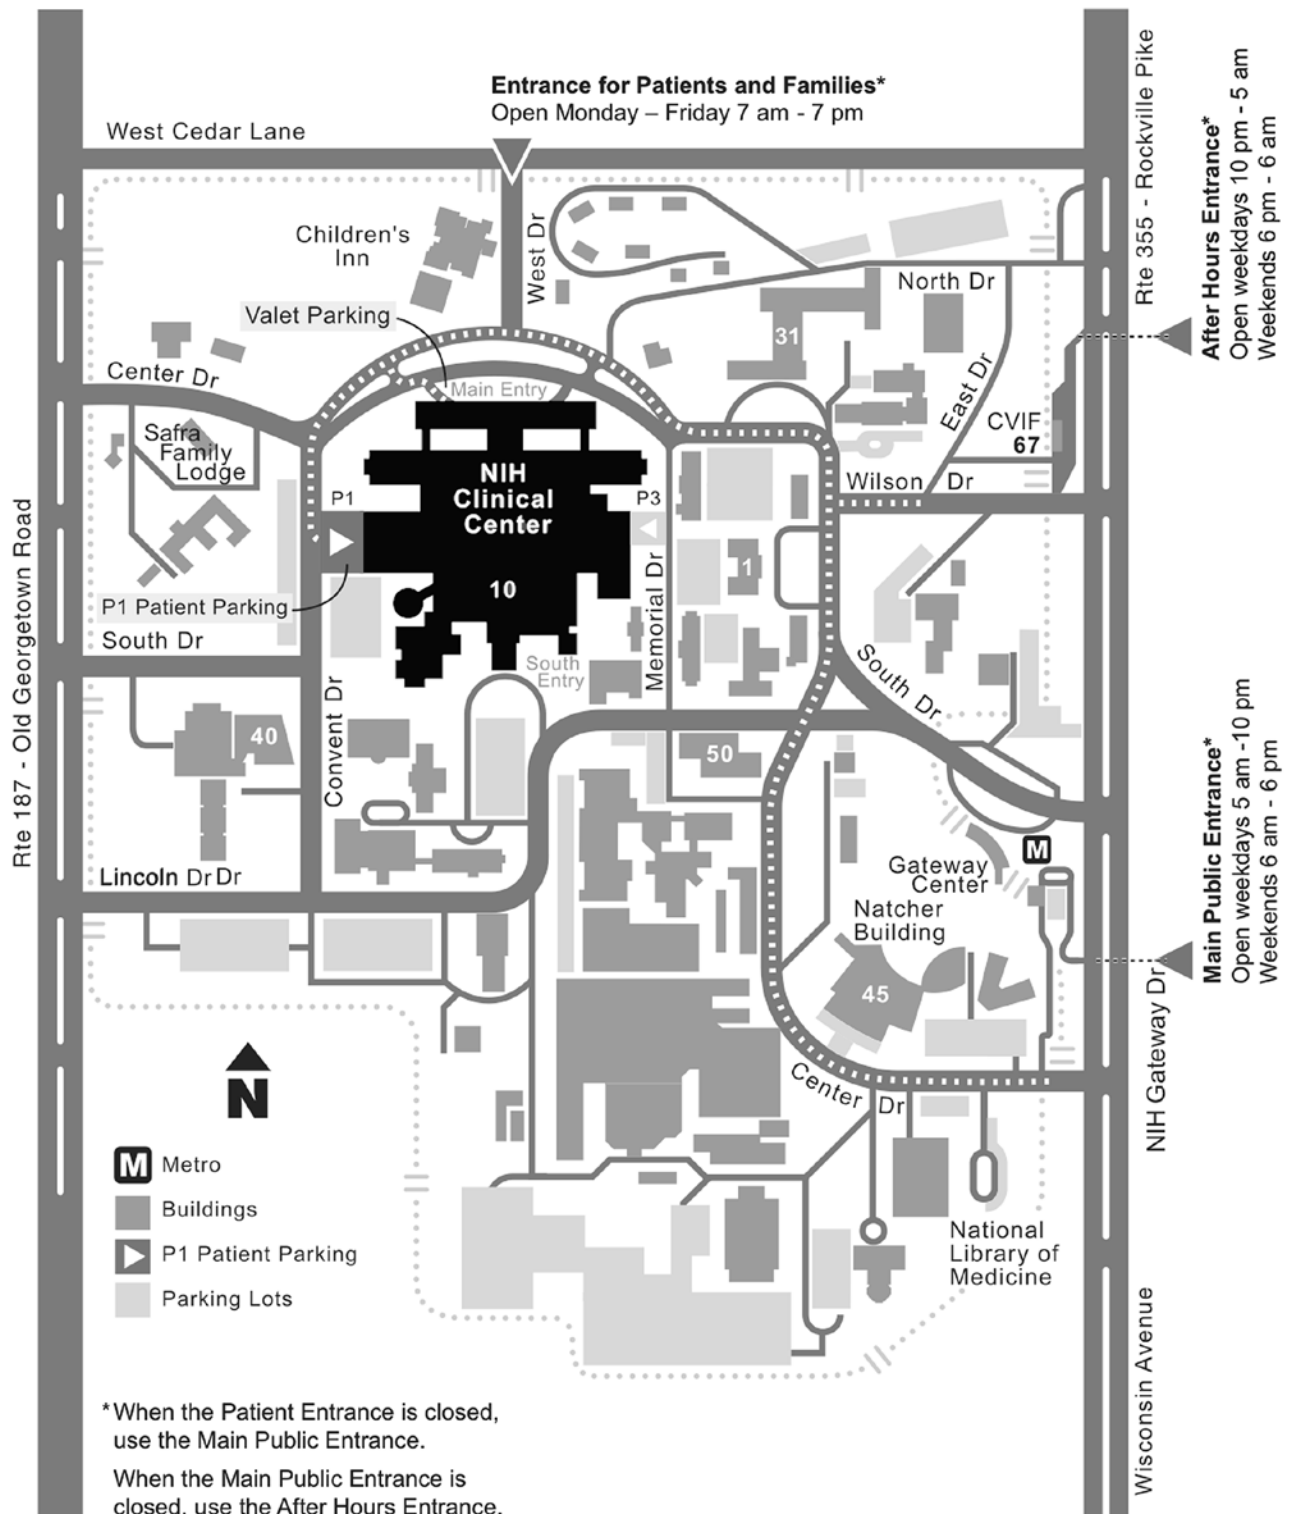 Entrance for Patients and Families*
Open Monday – Friday 7 am - 7 pm
West Cedar Lane
Rte 355 - Rockville Pike
After Hours Entrance*
Open weekdays 10 pm - 5 am
Weekends 6 pm - 6 am
Children's
Inn
West Dr
North Dr
Valet Parking
31
Center Dr
Main Entry
East Dr
CVIF
67
Safra
Family
Lodge
NIH
Clinical
Center
P1
P3
Wilson Dr
10
1
Memorial Dr
P1 Patient Parking
South Dr
South
Entry
South Dr
Rte 187 - Old Georgetown Road
Convent Dr
40
50
Main Public Entrance*
Open weekdays 5 am -10 pm
Weekends 6 am - 6 pm
M
Gateway
Center
Lincoln DrDr
Natcher
Building
45
NIH Gateway Dr
Center Dr
N
M Metro
Buildings
P1 Patient Parking
Parking Lots
National
Library of
Medicine
Wisconsin Avenue
*When the Patient Entrance is closed,
use the Main Public Entrance.
When the Main Public Entrance is
closed, use the After Hours Entrance.